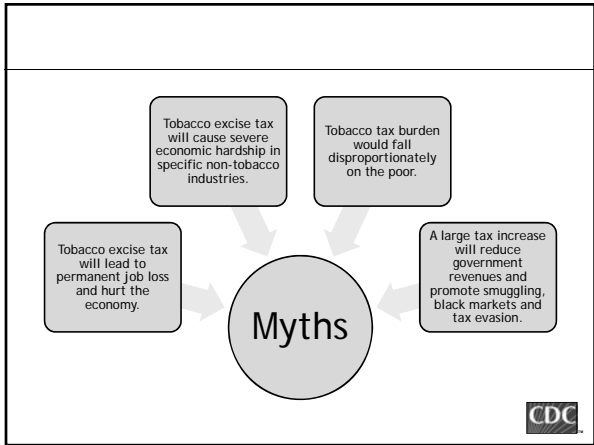 Tobacco excise tax
will cause severe
economic hardship in
specific non-tobacco
industries.
Tobacco tax burden
would fall
disproportionately
on the poor.
Tobacco excise tax
will lead to
permanent job loss
and hurt the
economy.
A large tax increase
will reduce
government
revenues and
promote smuggling,
black markets and
tax evasion.
Myths
CDC